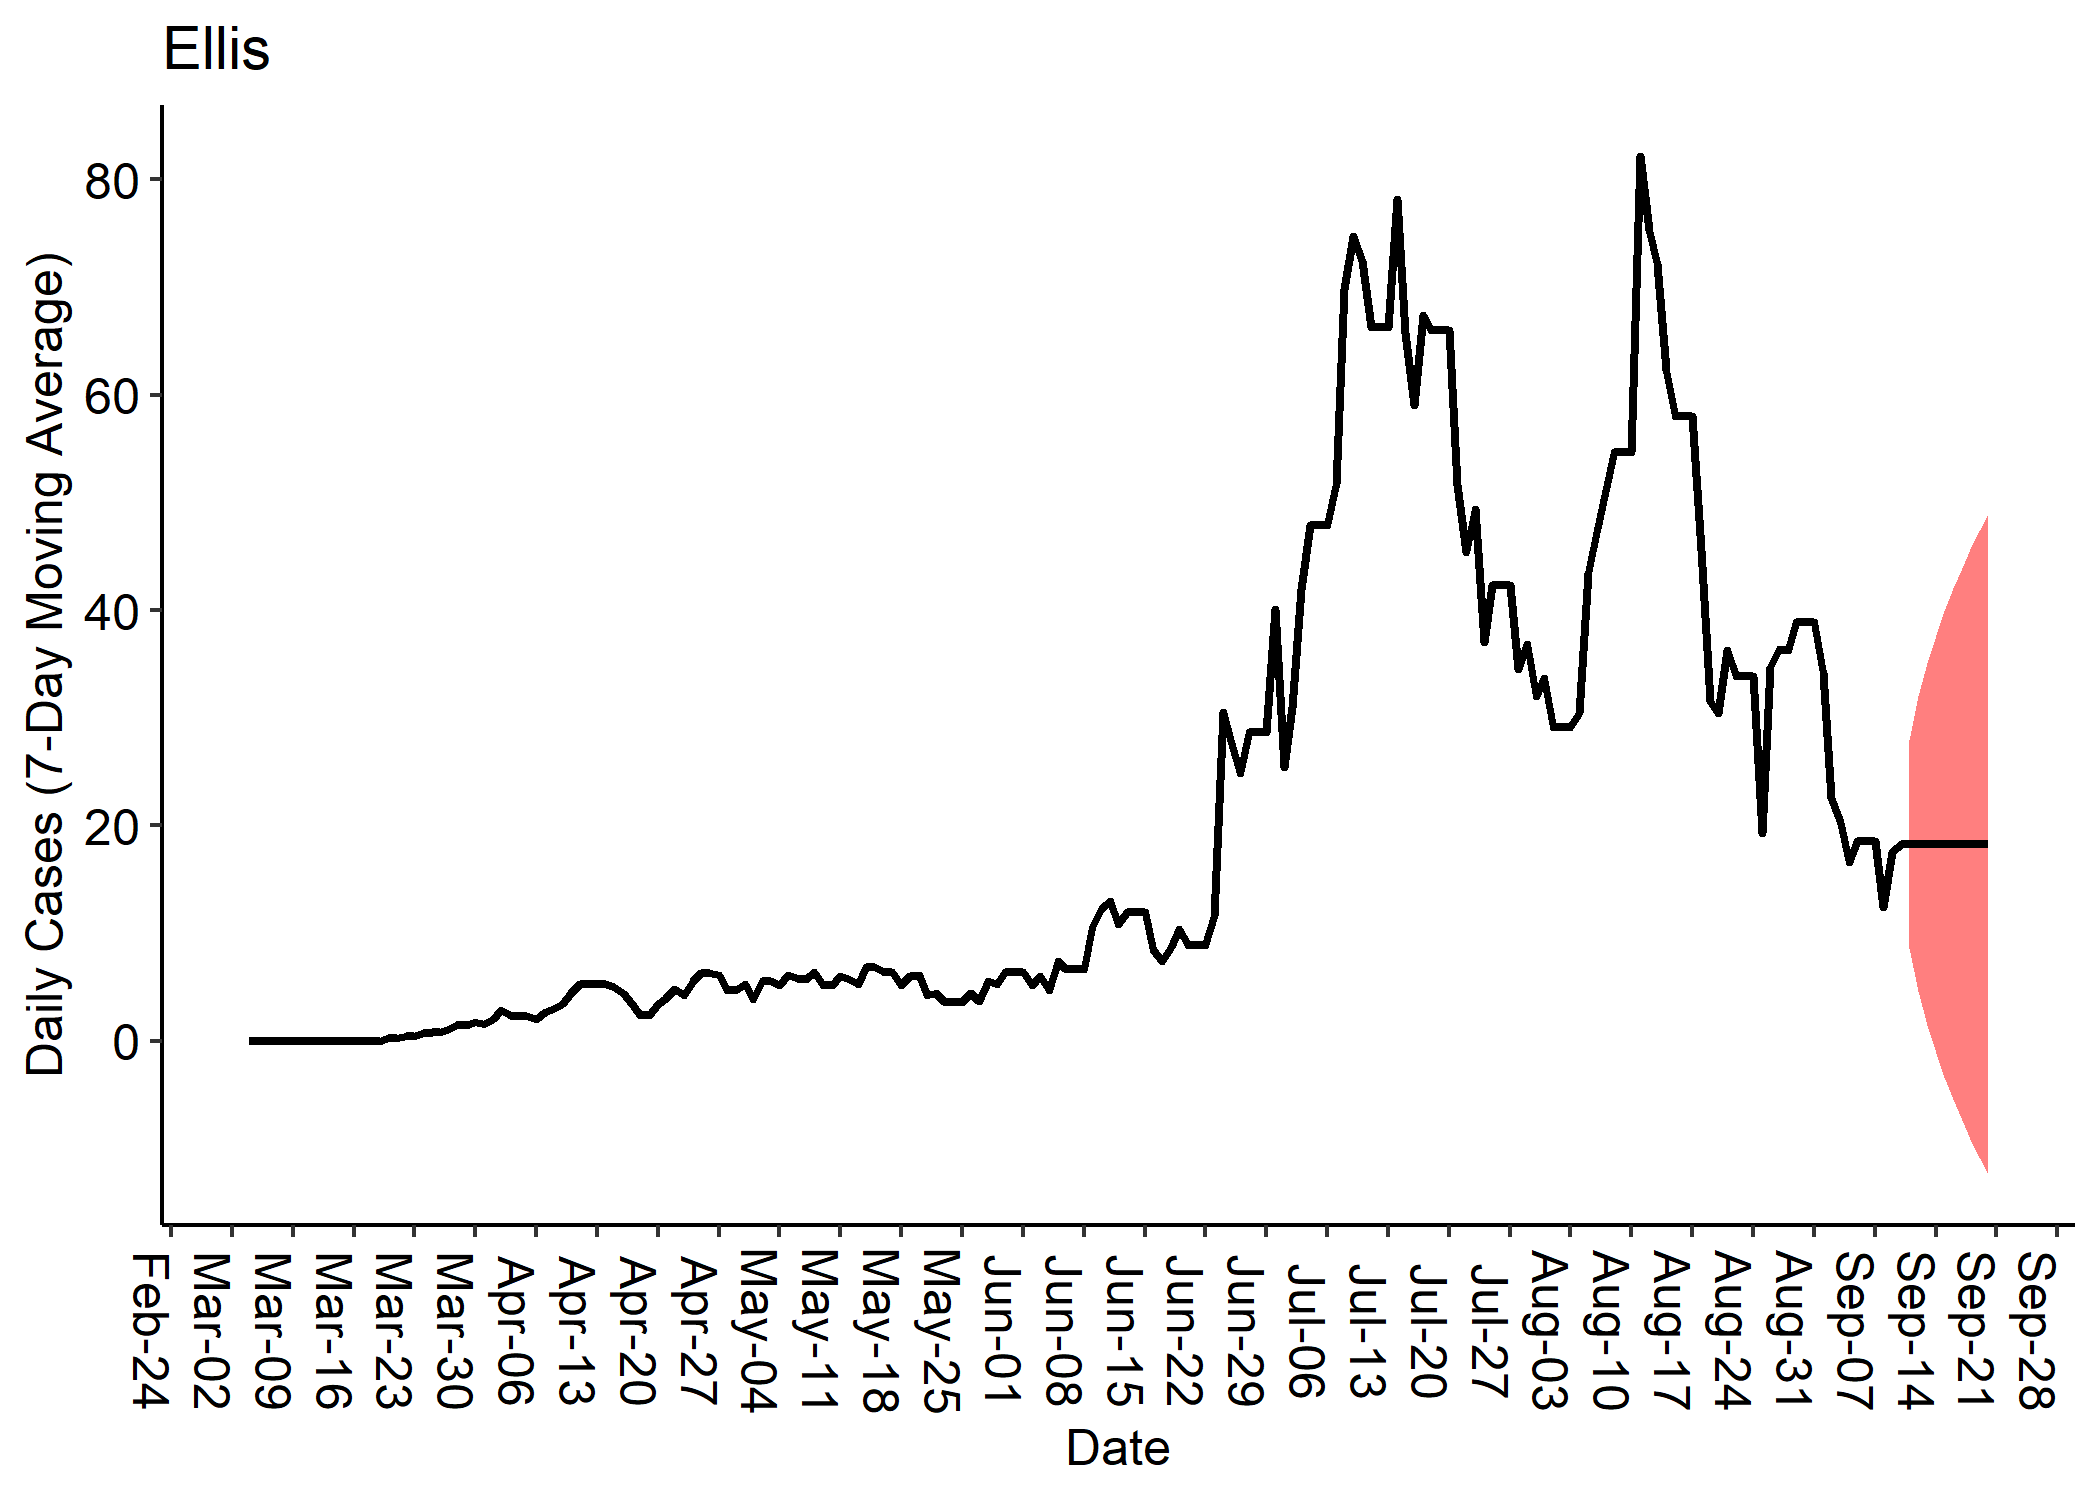 Ellis
Daily Cases (7-Day Moving Average)
80
60
40
20
0
Feb-24
Mar-02
Mar-09
Mar-16
Mar-23
Mar-30
Apr-06
Apr-13
Apr-20
Apr-27
May-04
May-11
May-18
May-25
Jun-01
Jun-08
Jun-15
Jun-22
Jun-29
Jul-06
Jul-13
Jul-20
Jul-27
Aug-03
Aug-10
Aug-17
Aug-24
Aug-31
Sep-07
Sep-14
Sep-21
Sep-28
Date